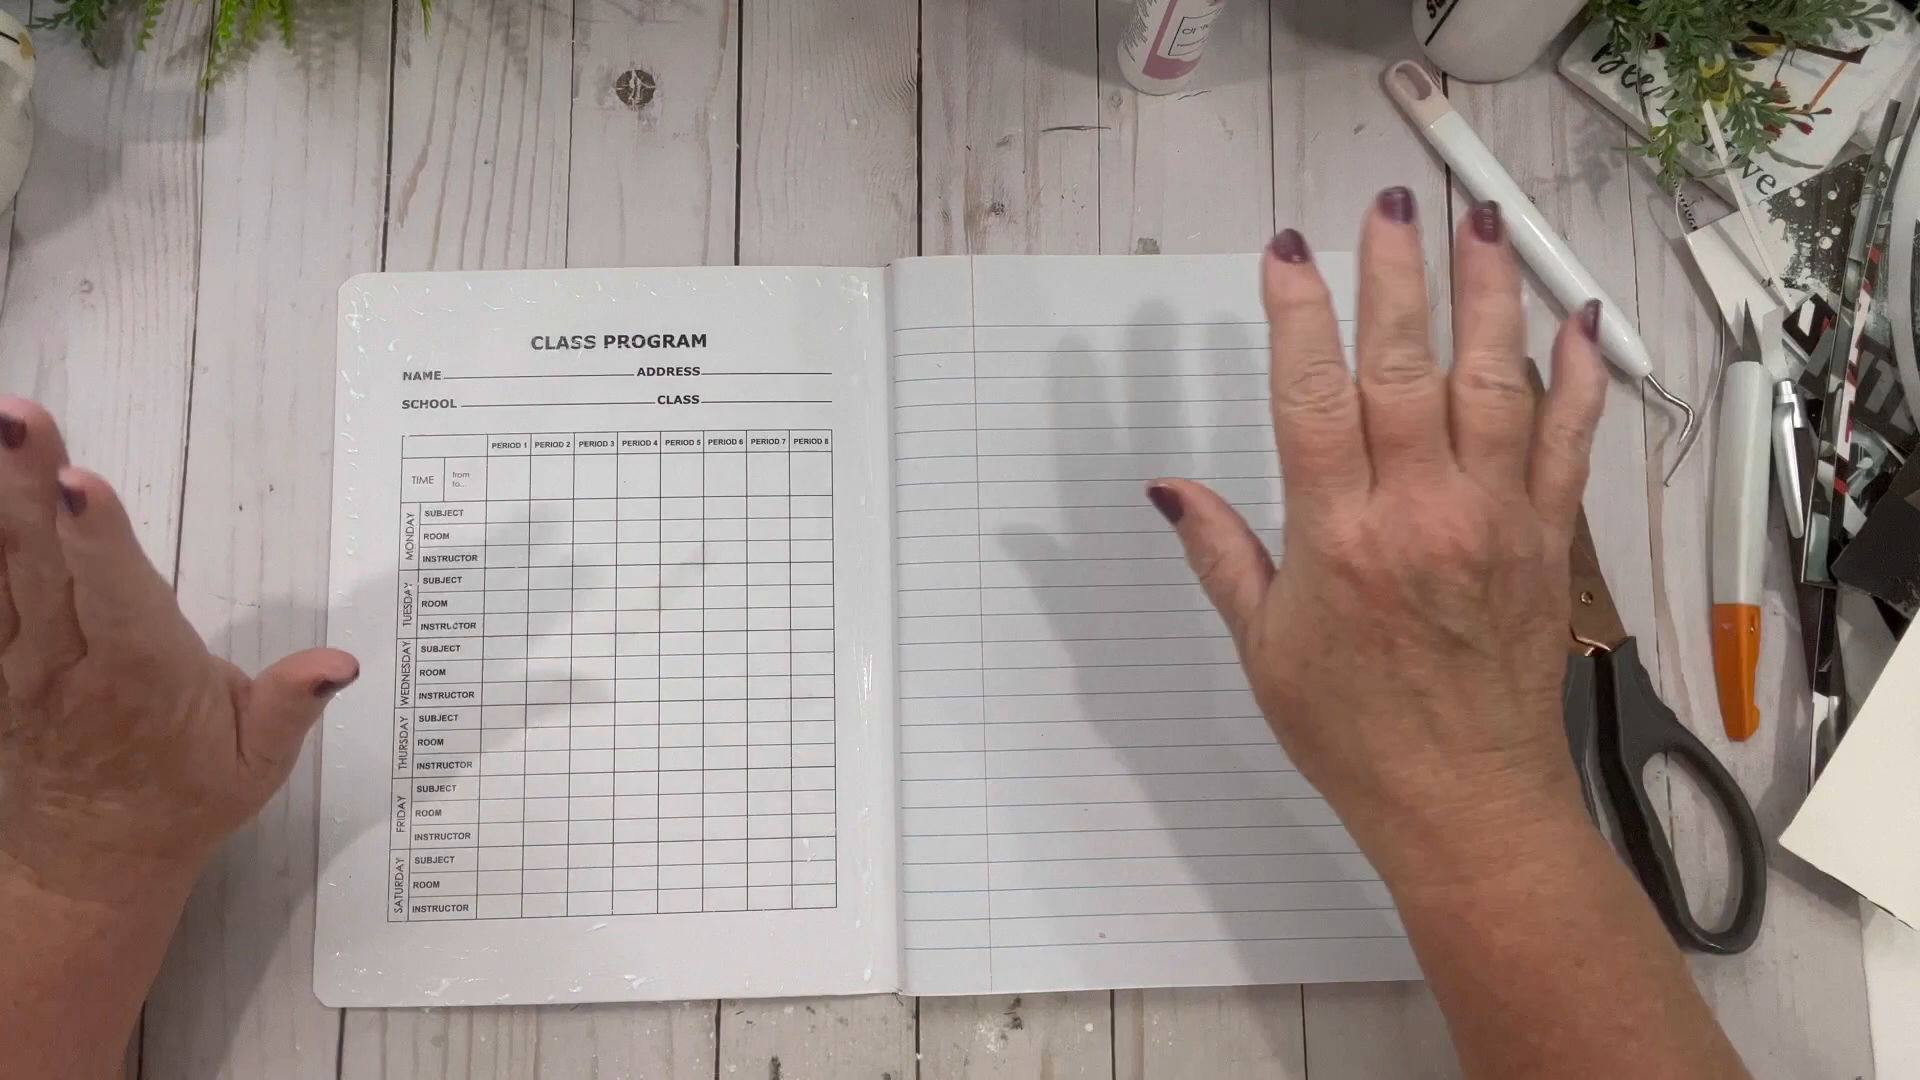 CLASS PROGRAM
NAME ADDRESS
SCHOOL CLASS
PERIOD 1 PERIOD 2 PERIOD 3 PERIOD 4 PERIOD 5 PERIOD 6 PERIOD 7 PERIOD 8
TIME from
to...
MONDAY
SUBJECT
ROOM
INSTRUCTOR
TUESDAY
SUBJECT
ROOM
INSTRUCTOR
WEDNESDAY
SUBJECT
ROOM
INSTRUCTOR
THURSDAY
SUBJECT
ROOM
INSTRUCTOR
FRIDAY
SUBJECT
ROOM
INSTRUCTOR
SATURDAY
SUBJECT
ROOM
INSTRUCTOR